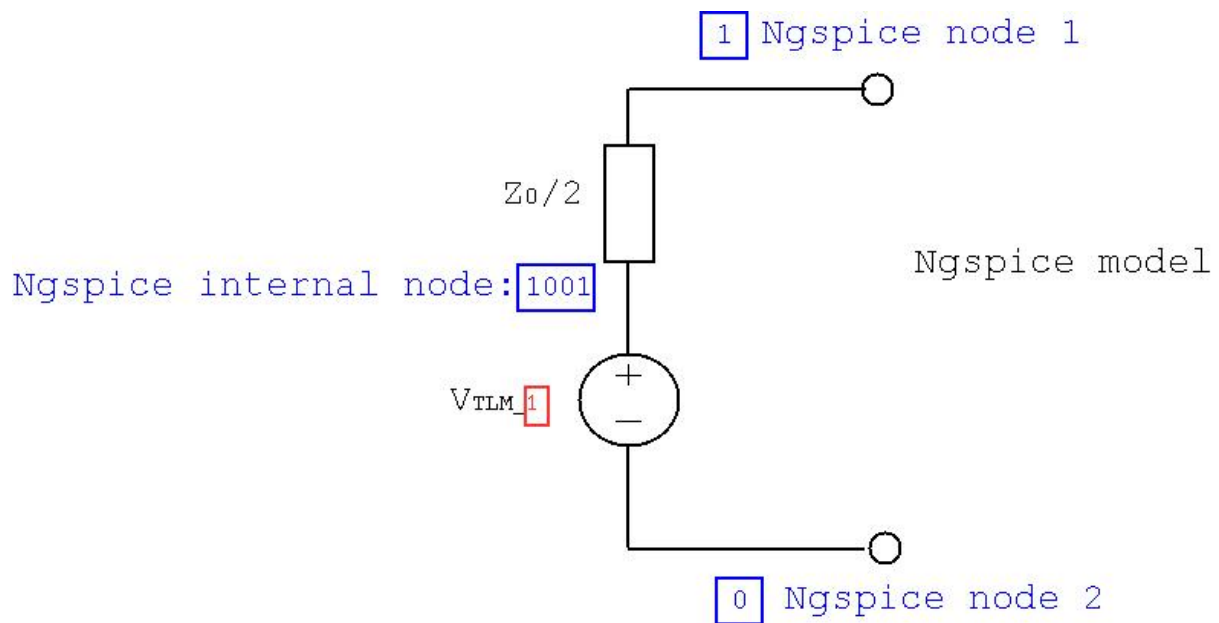 1 Ngspice node 1
Z0/2
Ngspice model
Ngspice internal node: 1001
+
VTLM_1
−
0 Ngspice node 2